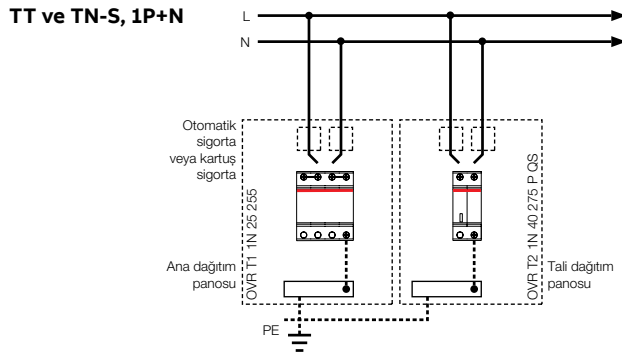 TT ve TN-S, 1P+N
L
N
Otomatik
sigorta
veya kartuş
sigorta
OVR T1 1N 25 255
OVR T2 1N 40 275 P QS
Ana dağıtım
panosu
Tali dağıtım
panosu
PE